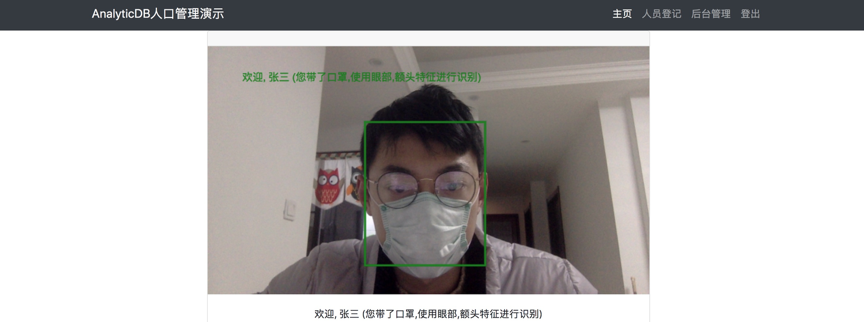 AnalyticDB人口管理演示
主页 人员登记 后台管理 登出
欢迎, 张三 (您带了口罩,使用眼部,额头特征进行识别)
欢迎, 张三 (您带了口罩,使用眼部,额头特征进行识别)